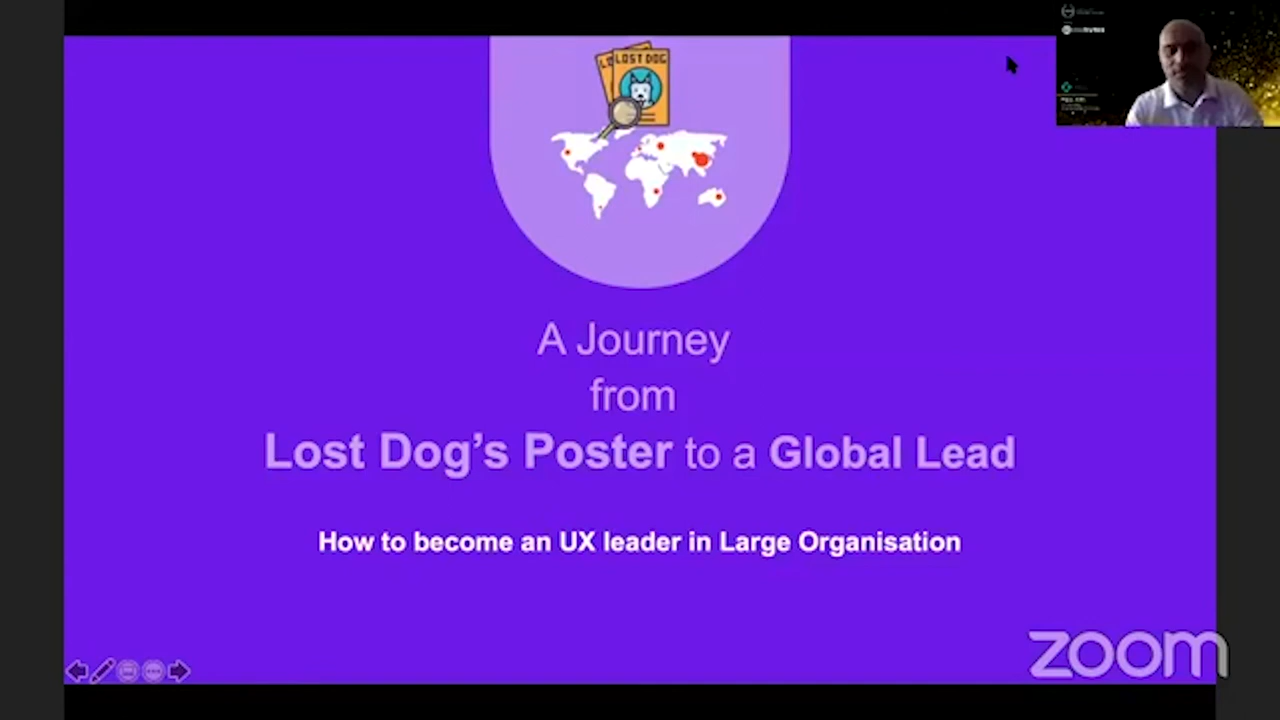 LOST DOG
A Journey
from
Lost Dog's Poster to a Global Lead
How to become an UX leader in Large Organisation
zoom